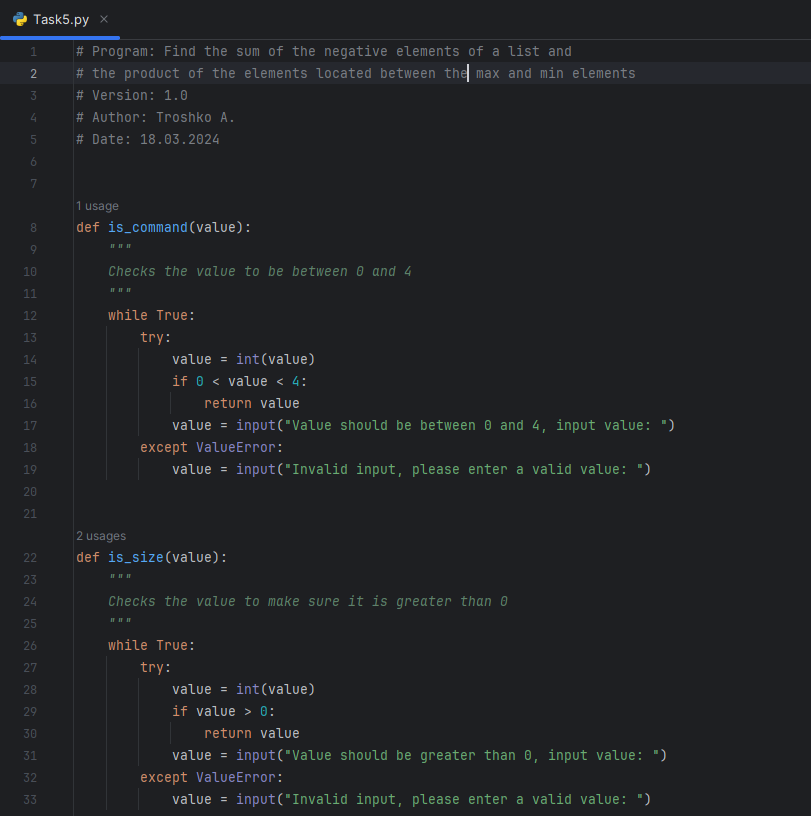 Task5.py ×
1 # Program: Find the sum of the negative elements of a list and
2 # the product of the elements located between the max and min elements
3 # Version: 1.0
4 # Author: Troshko A.
5 # Date: 18.03.2024
6
7
1 usage
8 def is_command(value):
9     """
10     Checks the value to be between 0 and 4
11     """
12     while True:
13         try:
14             value = int(value)
15             if 0 < value < 4:
16                 return value
17             value = input("Value should be between 0 and 4, input value: ")
18         except ValueError:
19             value = input("Invalid input, please enter a valid value: ")
20
21
2 usages
22 def is_size(value):
23     """
24     Checks the value to make sure it is greater than 0
25     """
26     while True:
27         try:
28             value = int(value)
29             if value > 0:
30                 return value
31             value = input("Value should be greater than 0, input value: ")
32         except ValueError:
33             value = input("Invalid input, please enter a valid value: ")